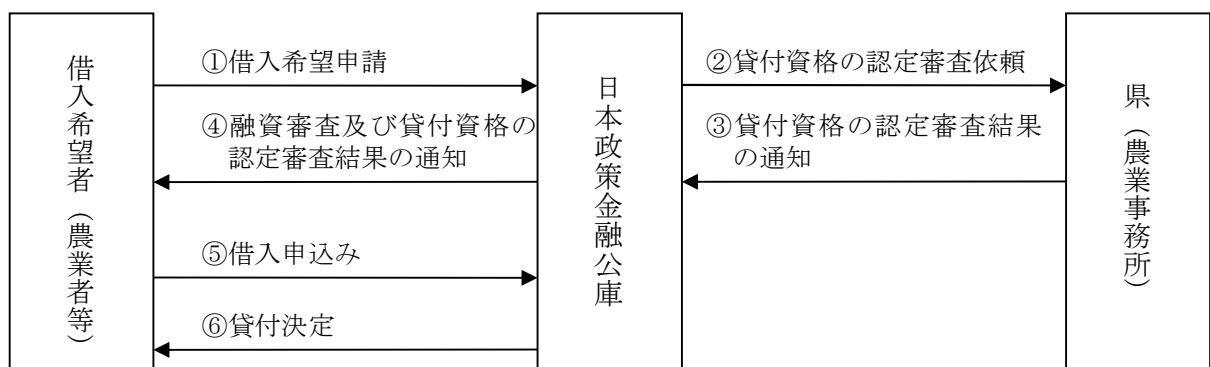 借入希望者（農業者等）
①借入希望申請
④融資審査及び貸付資格の
認定審査結果の通知
⑤借入申込み
⑥貸付決定
日本政策金融公庫
②貸付資格の認定審査依頼
③貸付資格の認定審査結果
の通知
県（農業事務所）